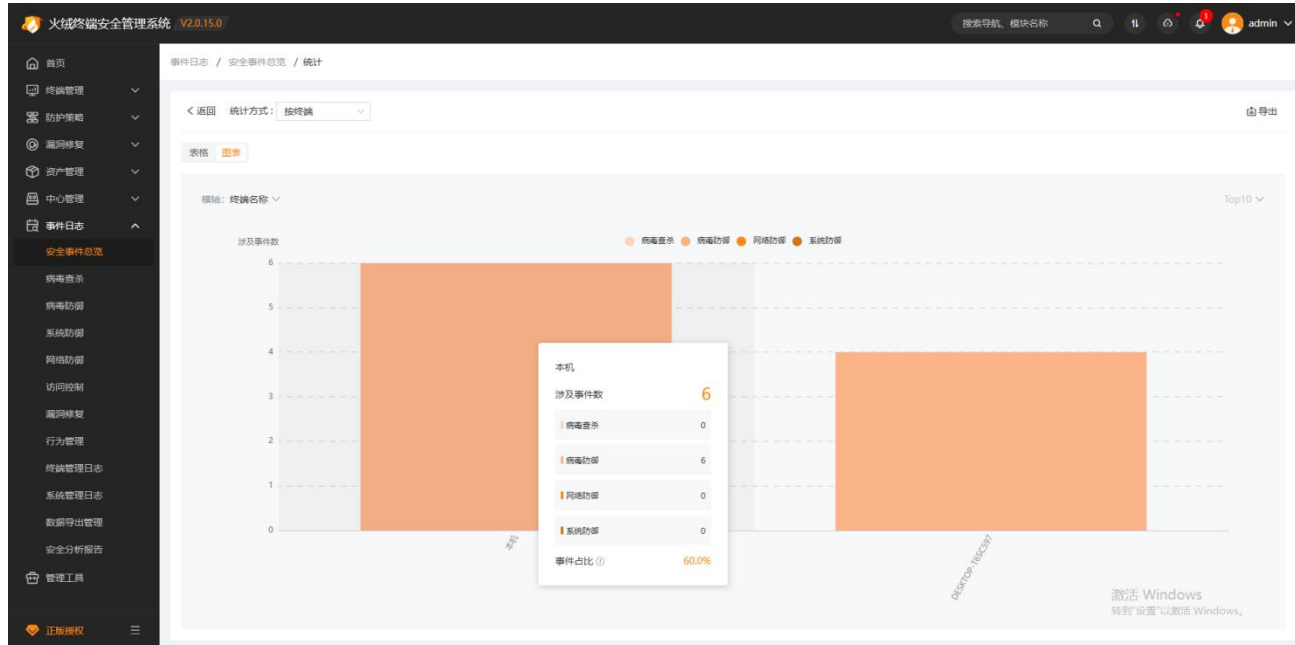 火绒终端安全管理系统 V2.0.15.0
搜索导航、模块名称
1
admin
首页
终端管理
防护策略
漏洞修复
资产管理
中心管理
事件日志
安全事件总览
病毒查杀
病毒防御
系统防御
网络防御
访问控制
漏洞修复
行为管理
终端管理日志
系统管理日志
数据导出管理
安全分析报告
管理工具
正版授权
事件日志 / 安全事件总览 / 统计
返回 统计方式： 按终端
导出
表格 图表
横轴： 终端名称
Top10
涉及事件数
病毒查杀 病毒防御 网络防御 系统防御
6
5
4
3
2
1
0
本机
DESKTOP-T6SC597
本机
涉及事件数 6
病毒查杀 0
病毒防御 6
网络防御 0
系统防御 0
事件占比 60.0%
激活 Windows
转到"设置"以激活 Windows。